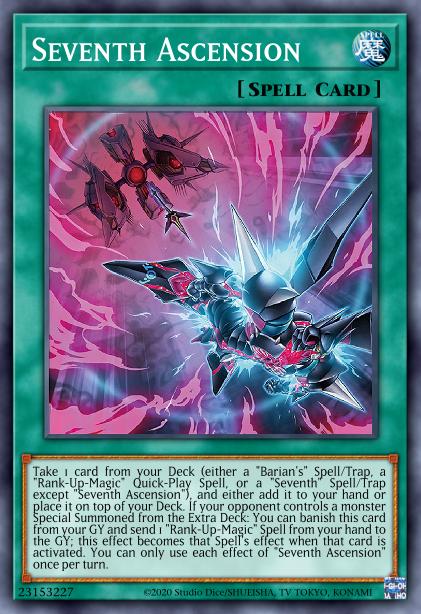 SEVENTH ASCENSION
SPELL
魔
[SPELL CARD]
Take 1 card from your Deck (either a "Barian's" Spell/Trap, a
"Rank-Up-Magic" Quick-Play Spell, or a "Seventh" Spell/Trap
except "Seventh Ascension"), and either add it to your hand or
place it on top of your Deck. If your opponent controls a monster
Special Summoned from the Extra Deck: You can banish this card
from your GY and send 1 "Rank-Up-Magic" Spell from your hand to
the GY; this effect becomes that Spell's effect when that card is
activated. You can only use each effect of "Seventh Ascension"
once per turn.
23153227
©2020 Studio Dice/SHUEISHA, TV TOKYO, KONAMI